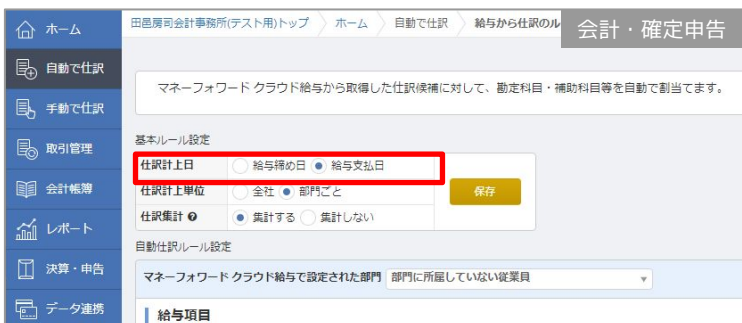 田邑房司会計事務所(テスト用)トップ 〉 ホーム 〉 自動で仕訳 〉 給与から仕訳のル
会計・確定申告
ホーム
自動で仕訳
手動で仕訳
取引管理
会計帳簿
レポート
決算・申告
データ連携
マネーフォワード クラウド給与から取得した仕訳候補に対して、勘定科目・補助科目等を自動で割当てます。
基本ルール設定
仕訳計上日 給与締め日 給与支払日
仕訳計上単位 全社 部門ごと
仕訳集計 集計する 集計しない
保存
自動仕訳ルール設定
マネーフォワード クラウド給与で設定された部門 部門に所属していない従業員
給与項目